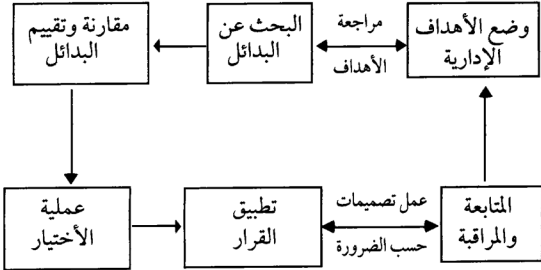 وضع الأهداف
الإدارية
مراجعة
الأهداف
البحث عن
البدائل
مقارنة وتقييم
البدائل
عملية
الأختيار
تطبيق
القرار
عمل تصميمات
حسب الضرورة
المتابعة
والمراقبة